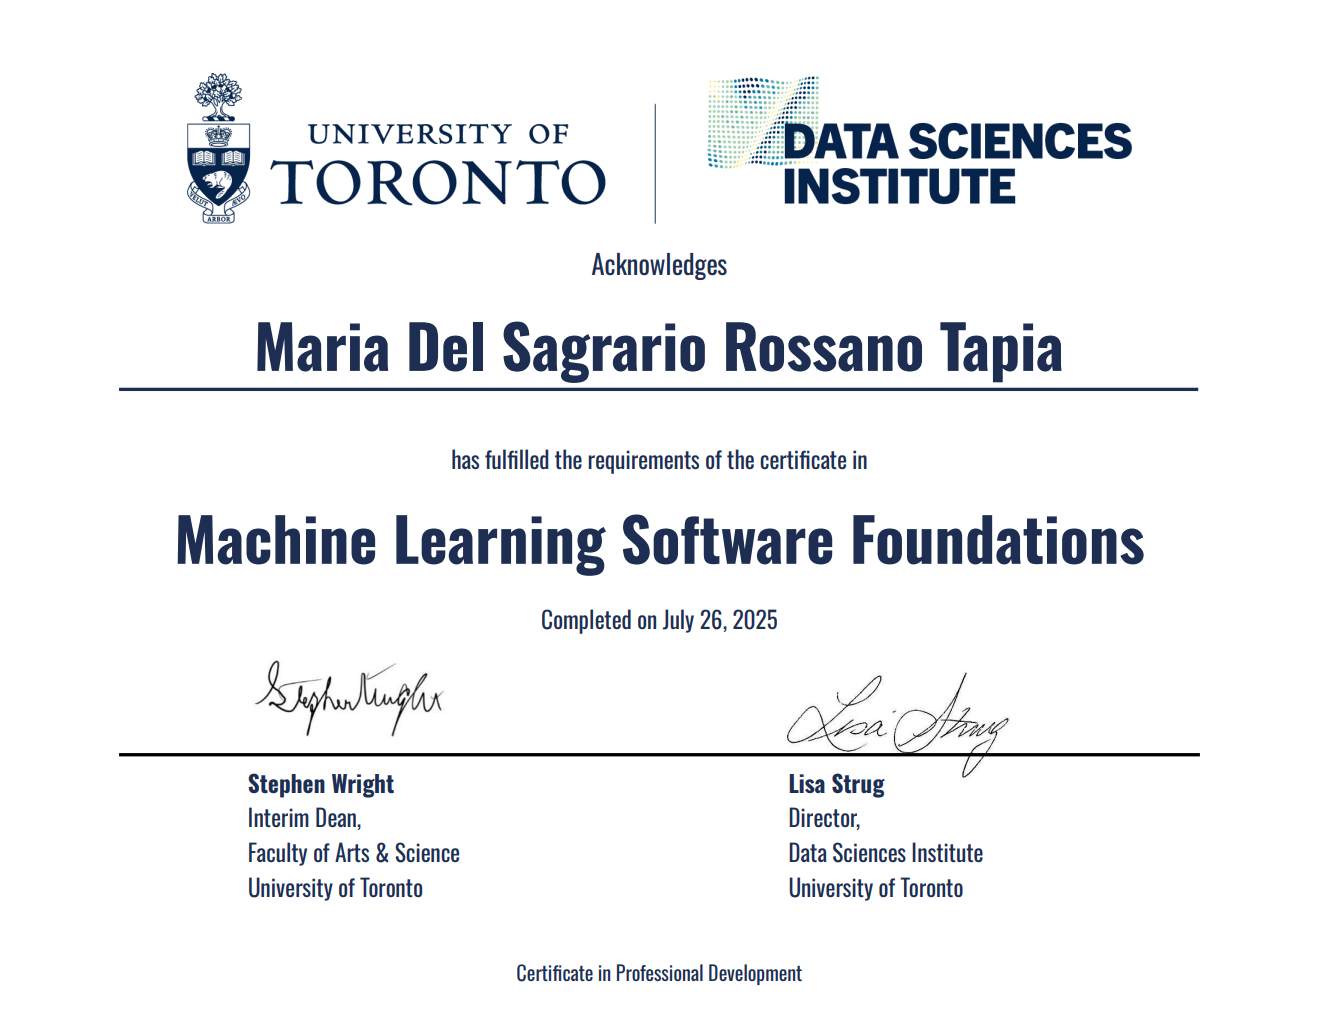 UNIVERSITY OF
TORONTO
VELUT ARBOR ÆVO
DATA SCIENCES
INSTITUTE
Acknowledges
Maria Del Sagrario Rossano Tapia
has fulfilled the requirements of the certificate in
Machine Learning Software Foundations
Completed on July 26, 2025
Stephen Wright
Lisa Strug
Stephen Wright
Interim Dean,
Faculty of Arts & Science
University of Toronto
Lisa Strug
Director,
Data Sciences Institute
University of Toronto
Certificate in Professional Development